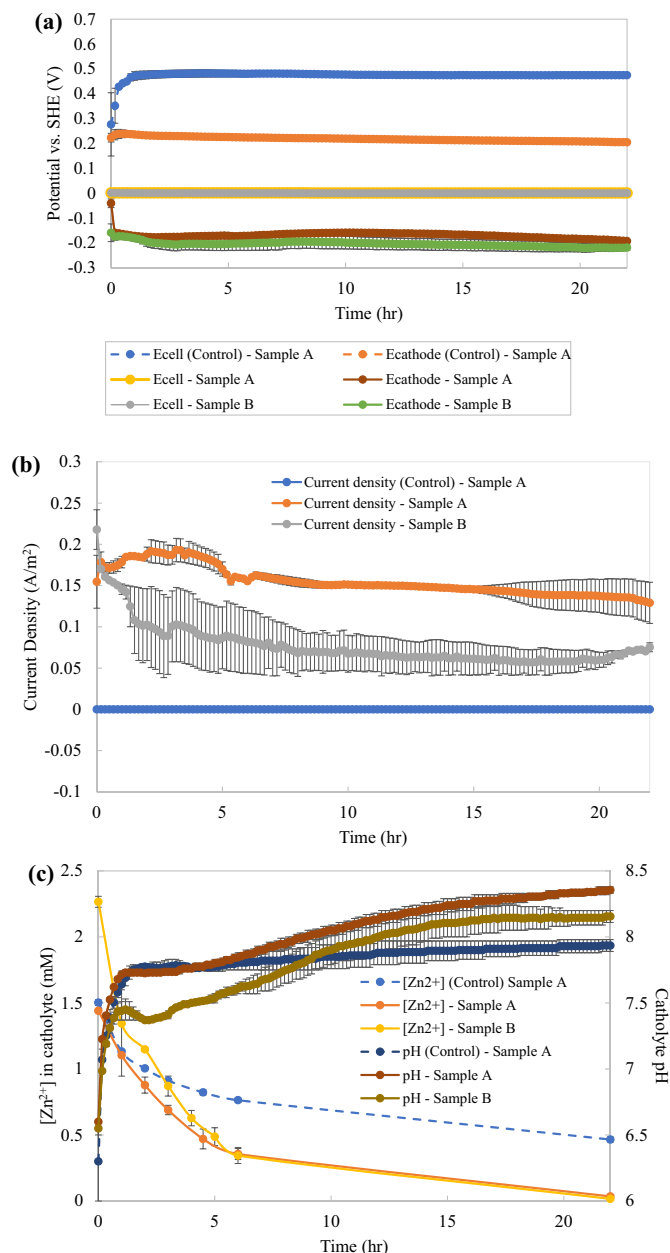 (a)
0.7
0.6
0.5
0.4
0.3
0.2
0.1
0
-0.1
-0.2
-0.3
Potential vs. SHE (V)
0 5 10 15 20
Time (hr)
Ecell (Control) - Sample A Ecathode (Control) - Sample A
Ecell - Sample A Ecathode - Sample A
Ecell - Sample B Ecathode - Sample B
(b)
0.3
0.25
0.2
0.15
0.1
0.05
0
-0.05
-0.1
Current Density (A/m²)
Current density (Control) - Sample A
Current density - Sample A
Current density - Sample B
0 5 10 15 20
Time (hr)
(c)
2.5
2
1.5
1
0.5
0
[Zn²⁺] in catholyte (mM)
8.5
8
7.5
7
6.5
6
Catholyte pH
[Zn2+] (Control) Sample A
[Zn2+] - Sample A
[Zn2+] - Sample B
pH (Control) - Sample A
pH - Sample A
pH - Sample B
0 5 10 15 20
Time (hr)